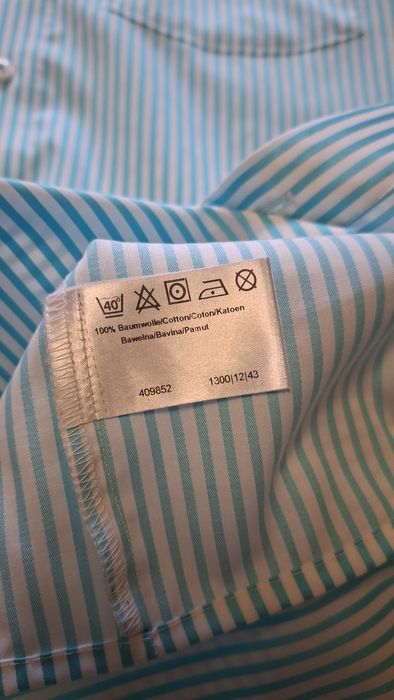 40°
100% Baumwolle/Cotton/Coton/Katoen
Bawełna/Bavlna/Pamut
409852 1300|12|43